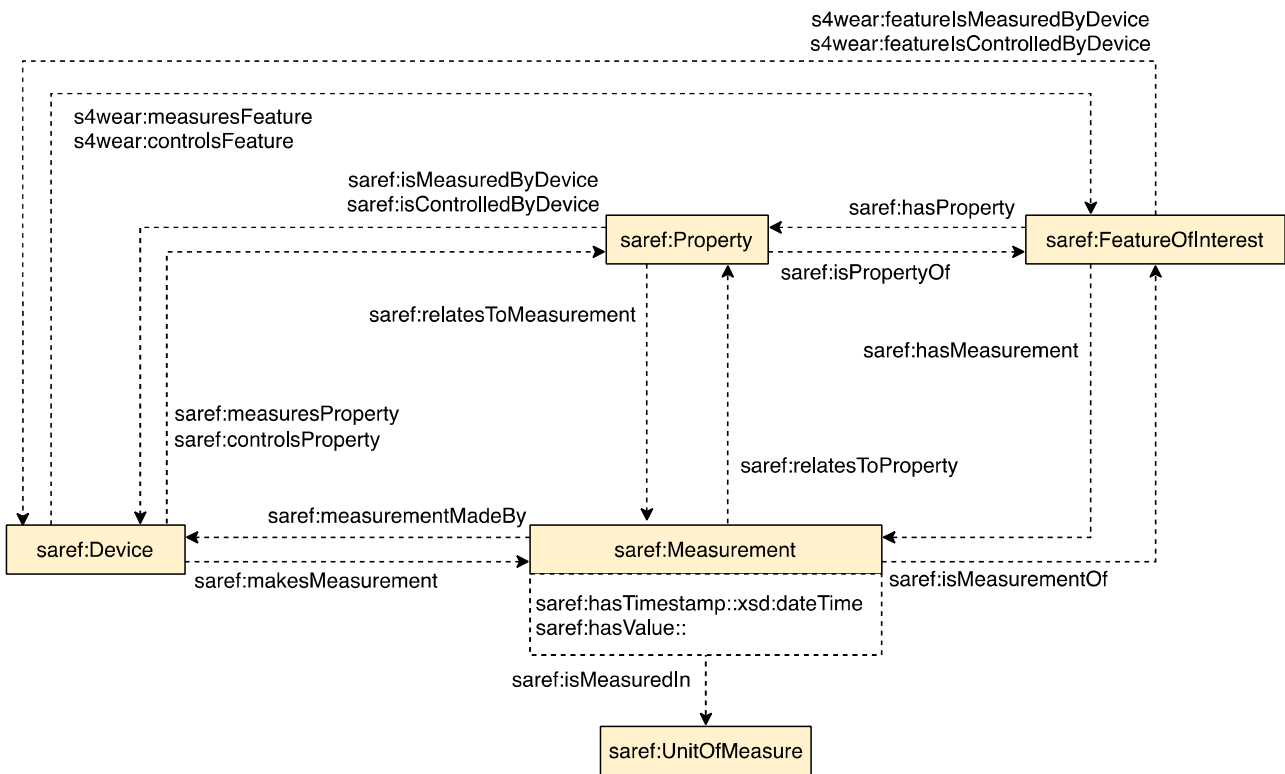 s4wear:featureIsMeasuredByDevice
s4wear:featureIsControlledByDevice
s4wear:measuresFeature
s4wear:controlsFeature
saref:isMeasuredByDevice
saref:isControlledByDevice
saref:hasProperty
saref:Property
saref:FeatureOfInterest
saref:isPropertyOf
saref:relatesToMeasurement
saref:hasMeasurement
saref:measuresProperty
saref:controlsProperty
saref:relatesToProperty
saref:measurementMadeBy
saref:Device
saref:Measurement
saref:makesMeasurement
saref:isMeasurementOf
saref:hasTimestamp::xsd:dateTime
saref:hasValue::
saref:isMeasuredIn
saref:UnitOfMeasure